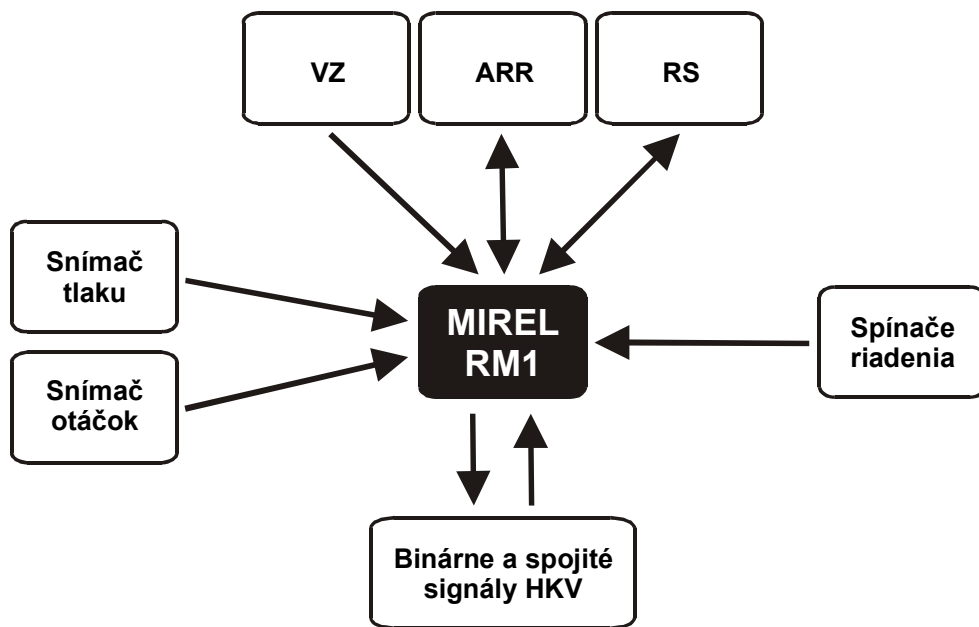 VZ
ARR
RS
Snímač
tlaku
MIREL
RM1
Spínače
riadenia
Snímač
otáčok
Binárne a spojité
signály HKV